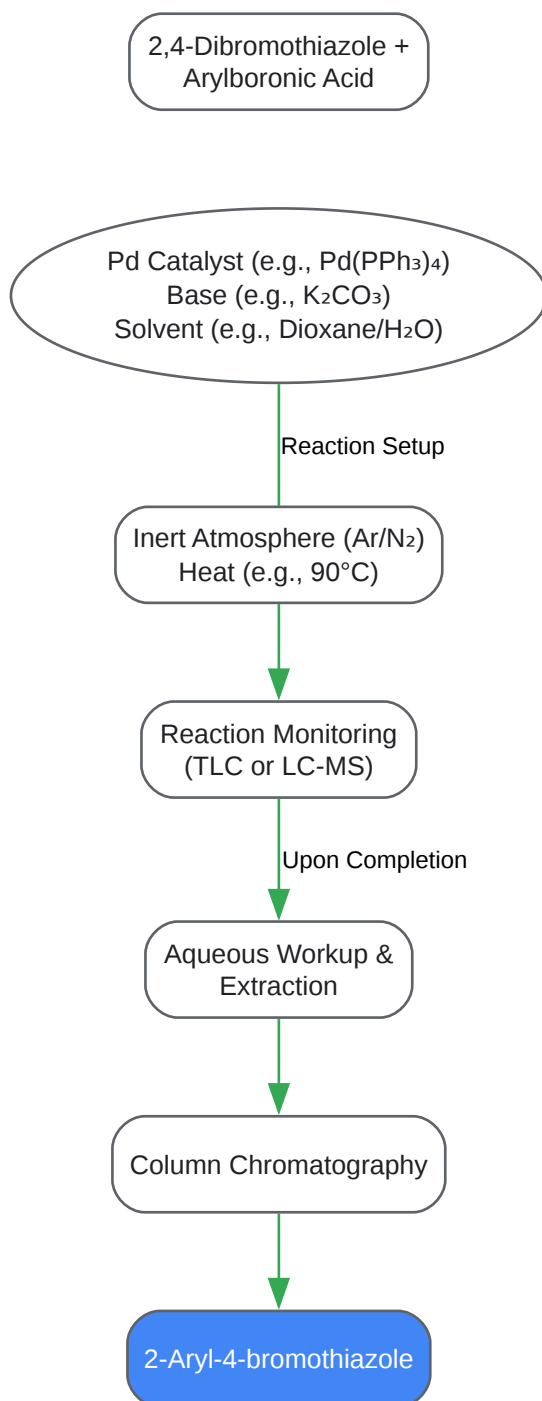 2,4-Dibromothiazole +
Arylboronic Acid
Pd Catalyst (e.g., Pd(PPh₃)₄)
Base (e.g., K₂CO₃)
Solvent (e.g., Dioxane/H₂O)
Reaction Setup
Inert Atmosphere (Ar/N₂)
Heat (e.g., 90°C)
Reaction Monitoring
(TLC or LC-MS)
Upon Completion
Aqueous Workup &
Extraction
Column Chromatography
2-Aryl-4-bromothiazole